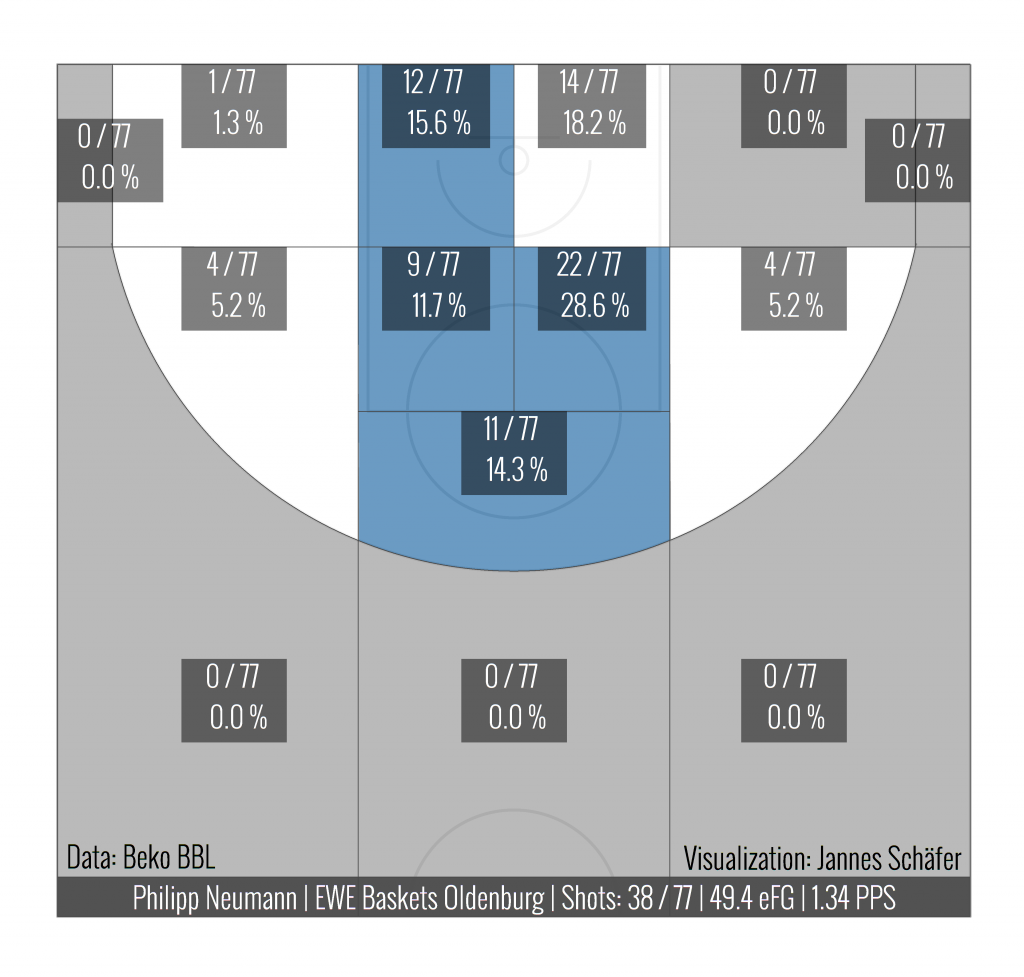 1 / 77
1.3 %
12 / 77
15.6 %
14 / 77
18.2 %
0 / 77
0.0 %
0 / 77
0.0 %
0 / 77
0.0 %
4 / 77
5.2 %
9 / 77
11.7 %
22 / 77
28.6 %
4 / 77
5.2 %
11 / 77
14.3 %
0 / 77
0.0 %
0 / 77
0.0 %
0 / 77
0.0 %
Data: Beko BBL
Visualization: Jannes Schäfer
Philipp Neumann | EWE Baskets Oldenburg | Shots: 38 / 77 | 49.4 eFG | 1.34 PPS